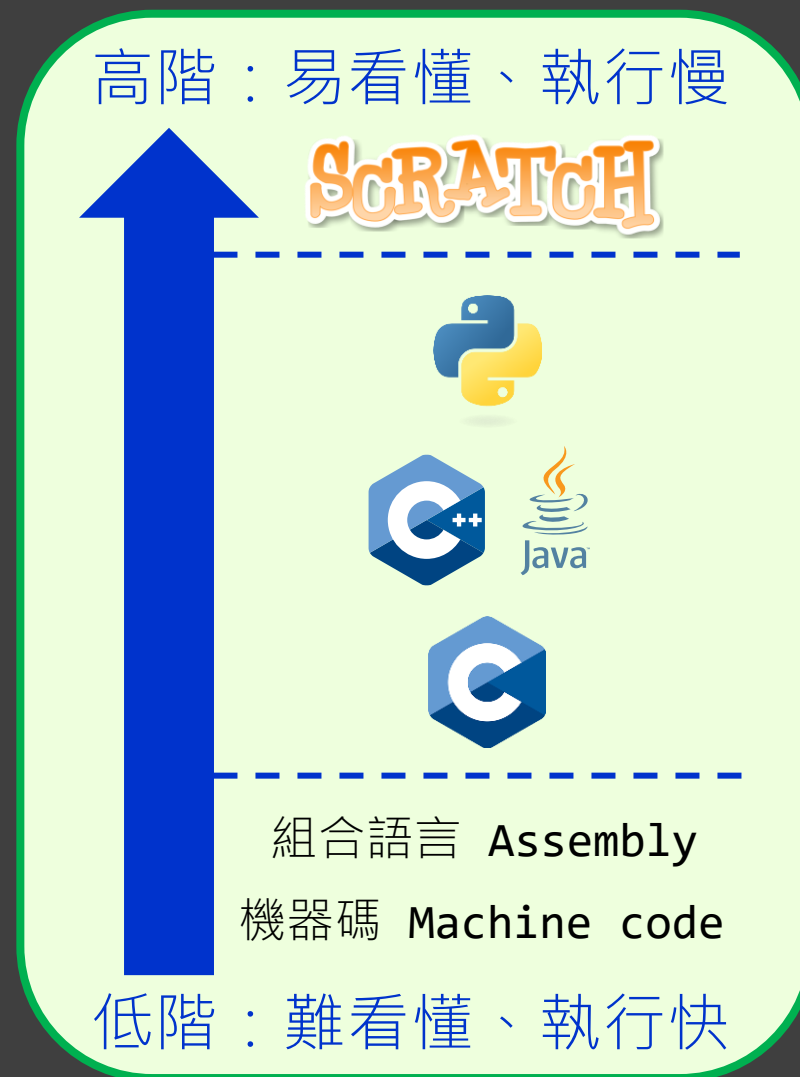 高階：易看懂、執行慢
SCRATCH
C++
Java
C
組合語言 Assembly
機器碼 Machine code
低階：難看懂、執行快